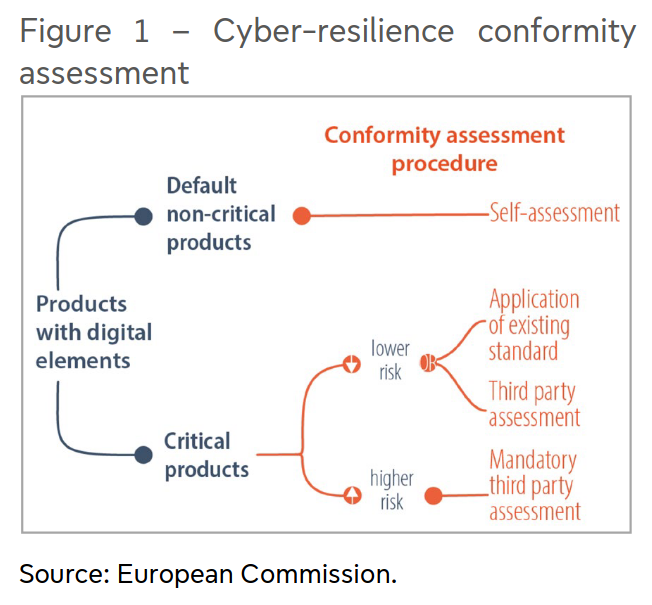 Figure 1 – Cyber-resilience conformity
assessment
Conformity assessment
procedure
Default
non-critical
products
Self-assessment
Products
with digital
elements
Application
of existing
standard
lower
risk
Third party
assessment
Critical
products
higher
risk
Mandatory
third party
assessment
Source: European Commission.